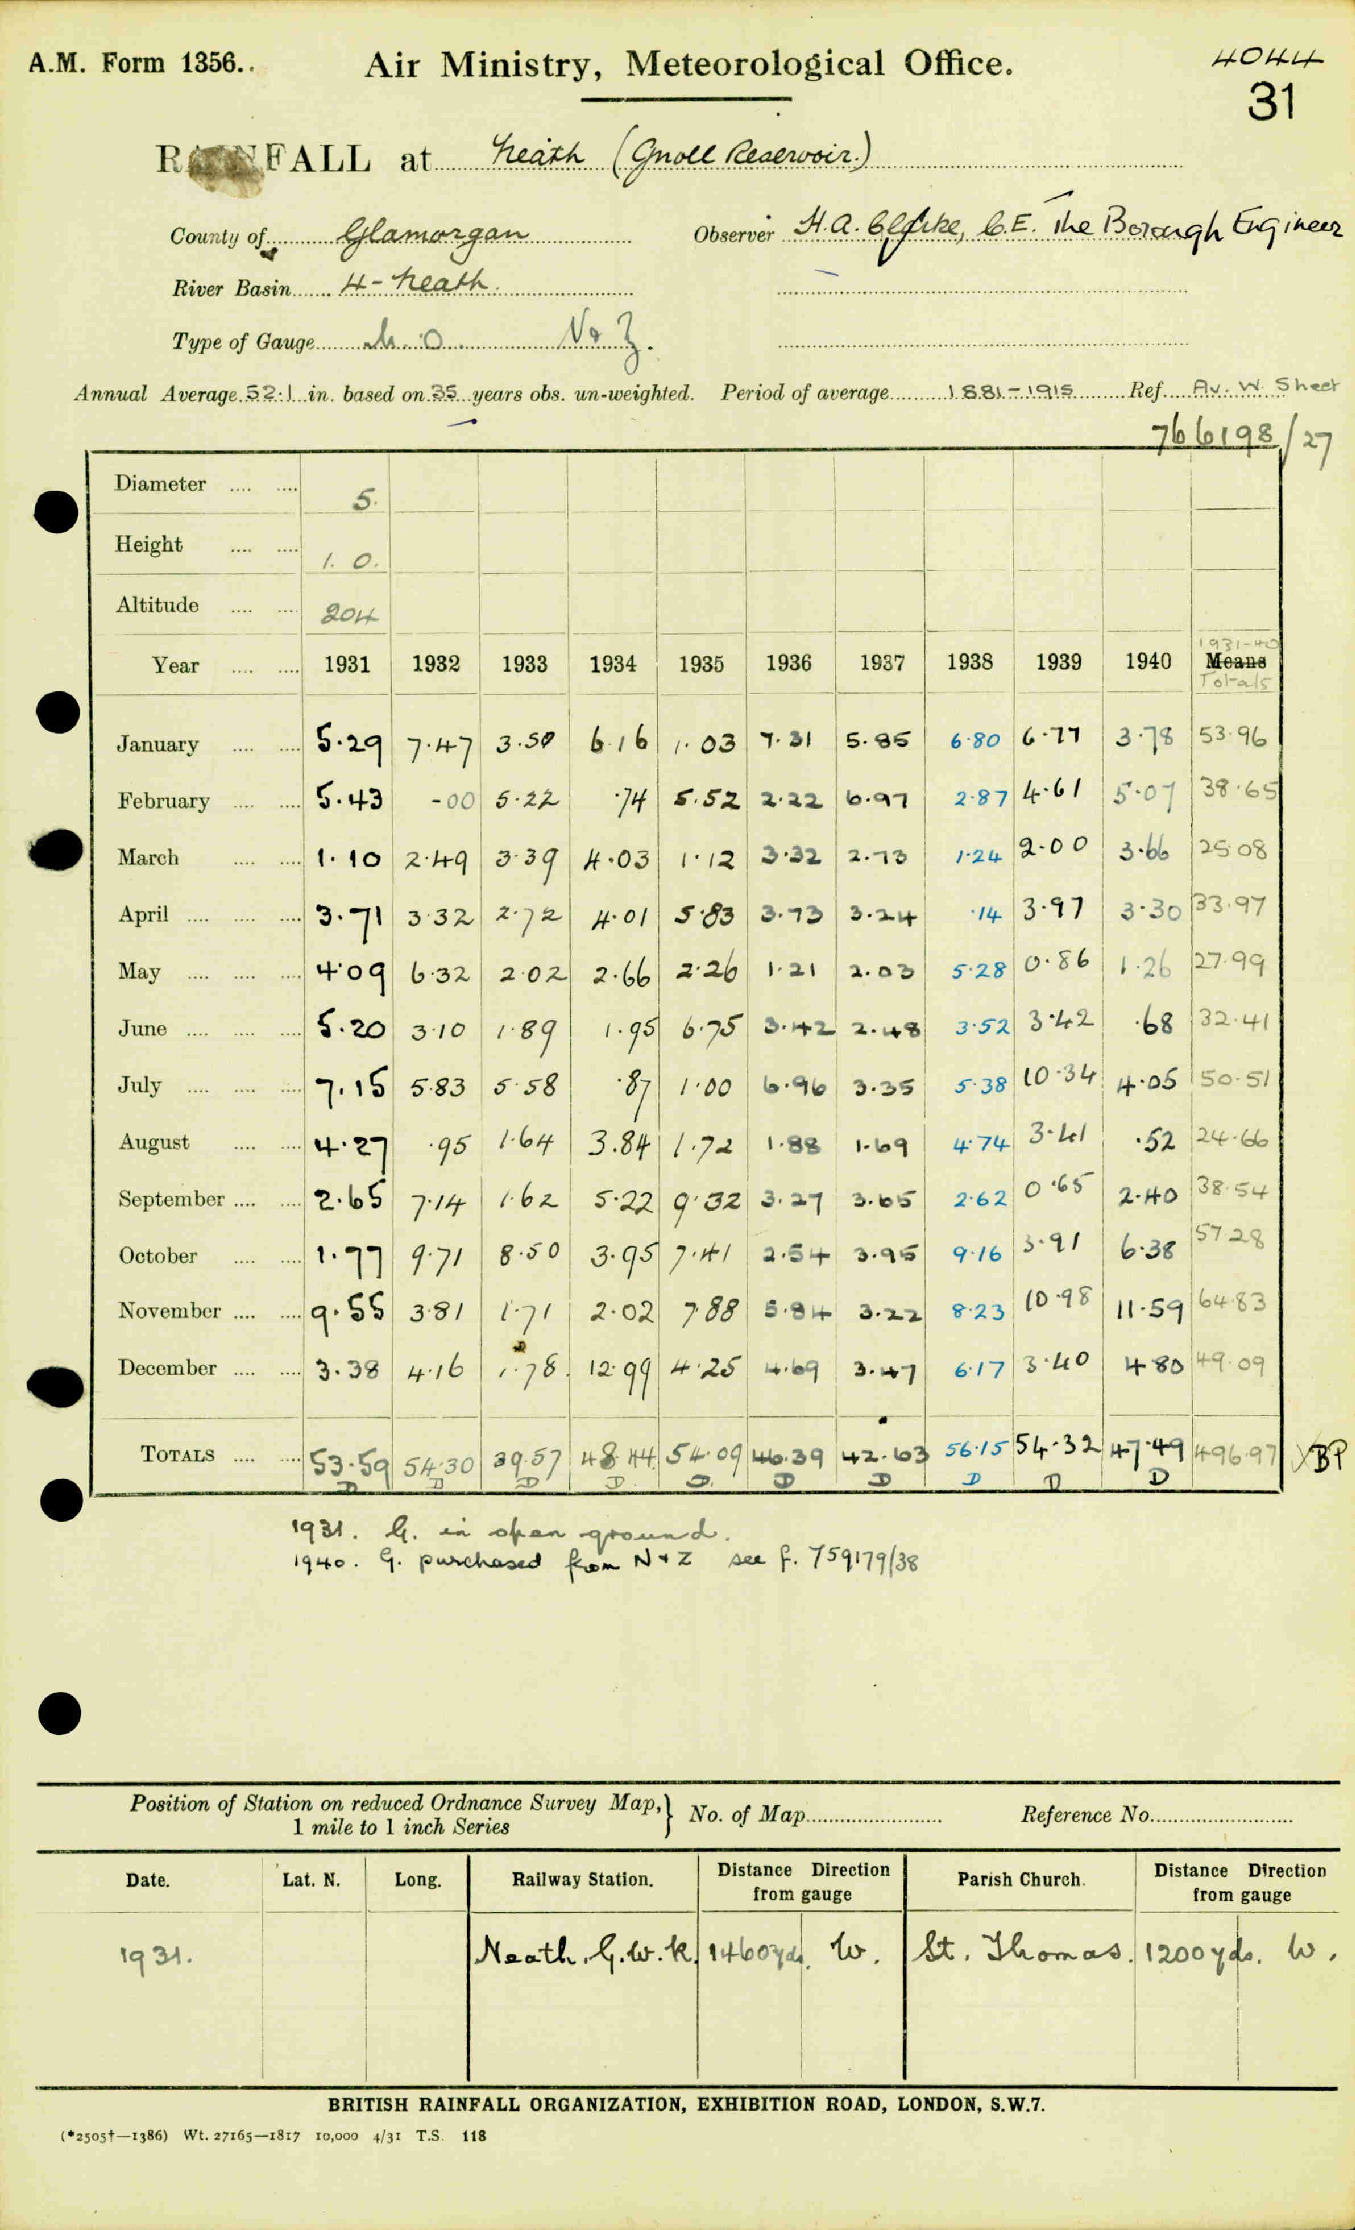 A.M. Form 1356.. Air Ministry, Meteorological Office. 4044
31
RAINFALL at Neath (Gnoll Reservoir.)
County of Glamorgan Observer H.A. Clarke, C.E. The Borough Engineer
River Basin 4 - Neath.
Type of Gauge M.O. N & Z.
Annual Average 52.1 in. based on 35 years obs. un-weighted. Period of average 1881-1915 Ref. Av. W. Sheet
766198/27
Diameter .... .... 5.
Height .... .... 1. 0.
Altitude .... .... 204
1931-40
Year .... .... 1931 1932 1933 1934 1935 1936 1937 1938 1939 1940 Means
Totals
January .... .... 5.29 7.47 3.50 6.16 1.03 7.31 5.85 6.80 6.77 3.78 53.96
February .... .... 5.43 -00 5.22 .74 5.52 2.22 6.97 2.87 4.61 5.07 38.65
March .... .... 1.10 2.49 3.39 4.03 1.12 3.32 2.73 1.24 2.00 3.66 25.08
April .... .... .... 3.71 3.32 2.72 4.01 5.83 3.73 3.24 .14 3.97 3.30 33.97
May .... .... .... 4.09 6.32 2.02 2.66 2.26 1.21 2.03 5.28 0.86 1.26 27.99
June .... .... .... 5.20 3.10 1.89 1.95 6.75 3.42 2.48 3.52 3.42 .68 32.41
July .... .... .... 7.15 5.83 5.58 .87 1.00 6.96 3.35 5.38 10.34 4.05 50.51
August .... .... 4.27 .95 1.64 3.84 1.72 1.88 1.69 4.74 3.41 .52 24.66
September .... .... 2.65 7.14 1.62 5.22 9.32 3.27 3.65 2.62 0.65 2.40 38.54
October .... .... 1.77 9.71 8.50 3.95 7.41 2.54 3.95 9.16 3.91 6.38 57.28
November .... .... 9.55 3.81 1.71 2.02 7.88 5.84 3.22 8.23 10.98 11.59 64.83
December .... .... 3.38 4.16 1.78 12.99 4.25 4.69 3.47 6.17 3.40 4.80 49.09
TOTALS .... .... 53.59 54.30 39.57 48.44 54.09 46.39 42.63 56.15 54.32 47.49 496.97 BP
D D D D D D D D D D
1931. G. in open ground.
1940. G. purchased from N & Z see f. 759179/38
Position of Station on reduced Ordnance Survey Map,} No. of Map Reference No.
1 mile to 1 inch Series
Date. Lat. N. Long. Railway Station. Distance Direction from gauge Parish Church. Distance Direction from gauge
1931. Neath. G.W.R. 1460 yds. W. St. Thomas. 1200 yds. W.
BRITISH RAINFALL ORGANIZATION, EXHIBITION ROAD, LONDON, S.W.7.
(*2505†—1386) Wt. 27165—1817 10,000 4/31 T.S. 118